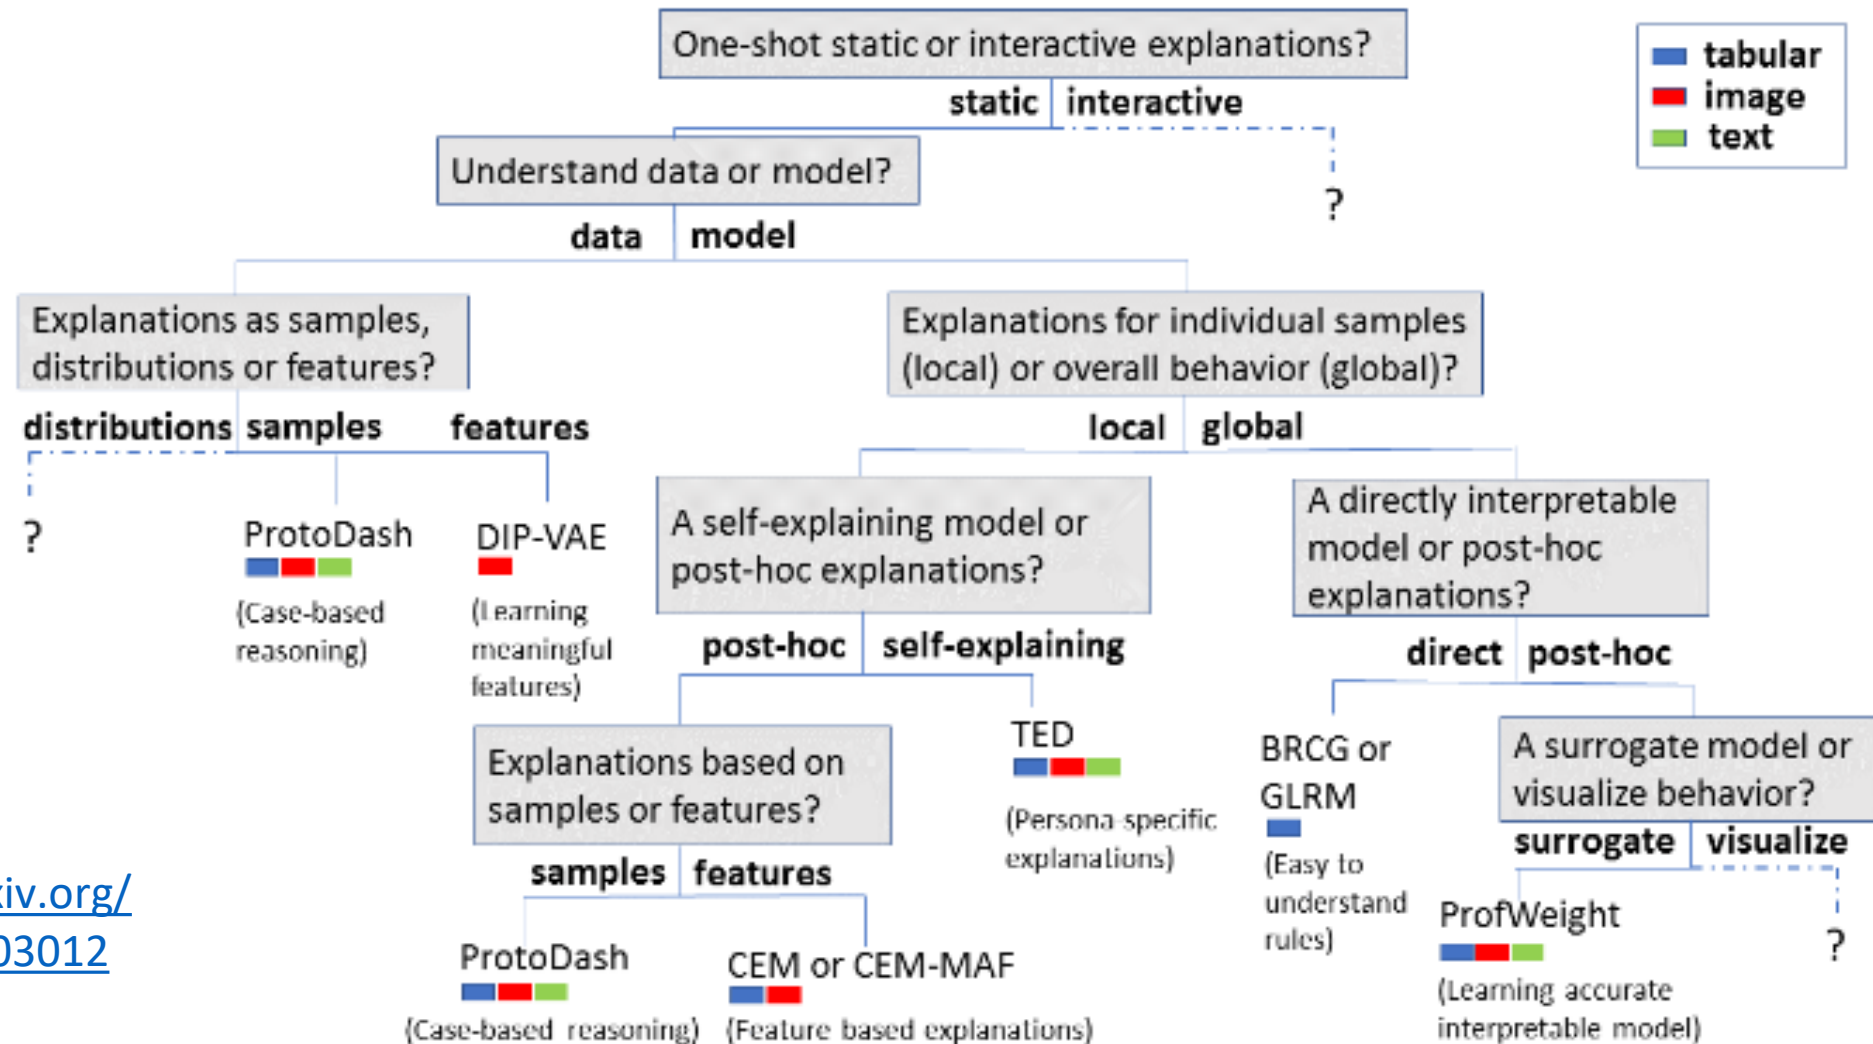 One-shot static or interactive explanations?
tabular
image
text
static interactive
Understand data or model?
?
data model
Explanations as samples,
distributions or features?
Explanations for individual samples
(local) or overall behavior (global)?
distributions samples features
local global
?
ProtoDash
(Case-based
reasoning)
DIP-VAE
(Learning
meaningful
features)
A self-explaining model or
post-hoc explanations?
A directly interpretable
model or post-hoc
explanations?
post-hoc self-explaining
direct post-hoc
Explanations based on
samples or features?
TED
(Persona specific
explanations)
BRCG or
GLRM
(Easy to
understand
rules)
A surrogate model or
visualize behavior?
surrogate visualize
samples features
xiv.org/
03012
ProtoDash
(Case-based reasoning)
CEM or CEM-MAF
(Feature based explanations)
ProfWeight
(Learning accurate
interpretable model)
?